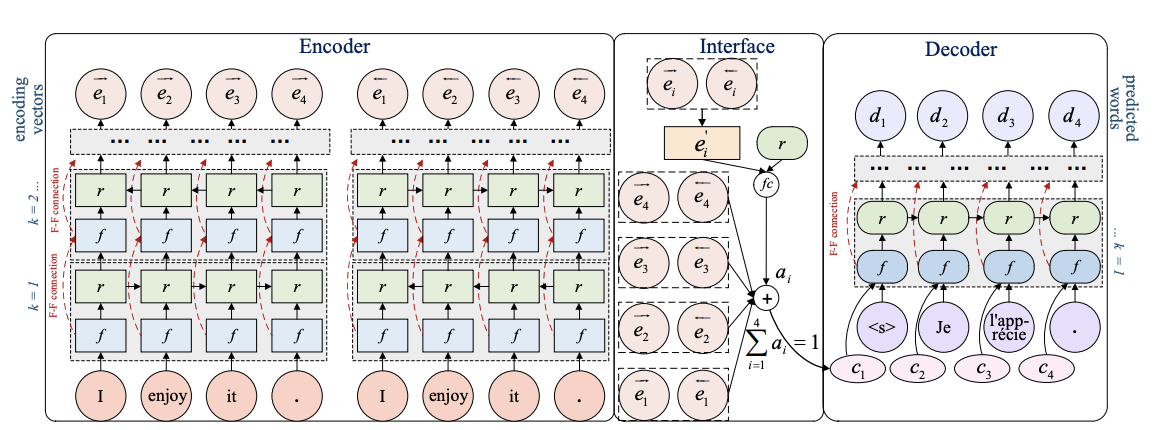 Encoder
Interface
Decoder
encoding
vectors
e₁ e₂ e₃ e₄ e₁ e₂ e₃ e₄
... ... ... ... ... ... ... ...
k = 2 ...
F-F connection
r r r r r r r r
f f f f f f f f
k = 1
F-F connection
r r r r r r r r
f f f f f f f f
I enjoy it . I enjoy it .
eᵢ eᵢ
e'ᵢ r
fc
e₄ e₄
e₃ e₃
aᵢ
+
e₂ e₂
∑⁴ᵢ₌₁ aᵢ = 1
e₁ e₁
predicted
words
d₁ d₂ d₃ d₄
... ... ... ...
F-F connection
r r r r
... k = 1
f f f f
<s> Je l'app-
récie .
c₁ c₂ c₃ c₄